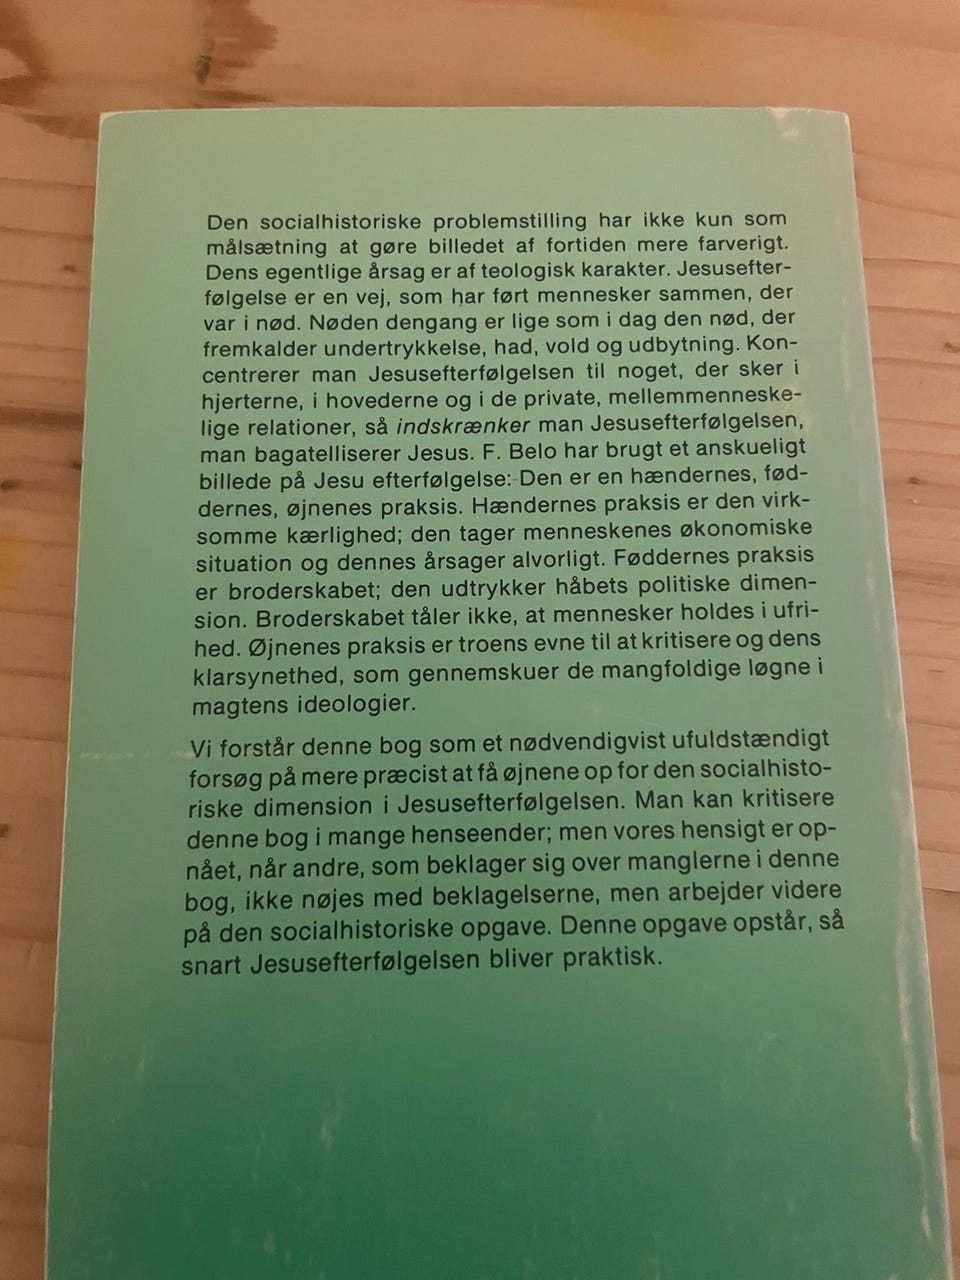 Den socialhistoriske problemstilling har ikke kun som
målsætning at gøre billedet af fortiden mere farverigt.
Dens egentlige årsag er af teologisk karakter. Jesusefter-
følgelse er en vej, som har ført mennesker sammen, der
var i nød. Nøden dengang er lige som i dag den nød, der
fremkalder undertrykkelse, had, vold og udbytning. Kon-
centrerer man Jesusefterfølgelsen til noget, der sker i
hjerterne, i hovederne og i de private, mellemmenneske-
lige relationer, så indskrænker man Jesusefterfølgelsen,
man bagatelliserer Jesus. F. Belo har brugt et anskueligt
billede på Jesu efterfølgelse: Den er en hændernes, fød-
dernes, øjnenes praksis. Hændernes praksis er den virk-
somme kærlighed; den tager menneskenes økonomiske
situation og dennes årsager alvorligt. Føddernes praksis
er broderskabet; den udtrykker håbets politiske dimen-
sion. Broderskabet tåler ikke, at mennesker holdes i ufri-
hed. Øjnenes praksis er troens evne til at kritisere og dens
klarsynethed, som gennemskuer de mangfoldige løgne i
magtens ideologier.
Vi forstår denne bog som et nødvendigvist ufuldstændigt
forsøg på mere præcist at få øjnene op for den socialhisto-
riske dimension i Jesusefterfølgelsen. Man kan kritisere
denne bog i mange henseender; men vores hensigt er op-
nået, når andre, som beklager sig over manglerne i denne
bog, ikke nøjes med beklagelserne, men arbejder videre
på den socialhistoriske opgave. Denne opgave opstår, så
snart Jesusefterfølgelsen bliver praktisk.